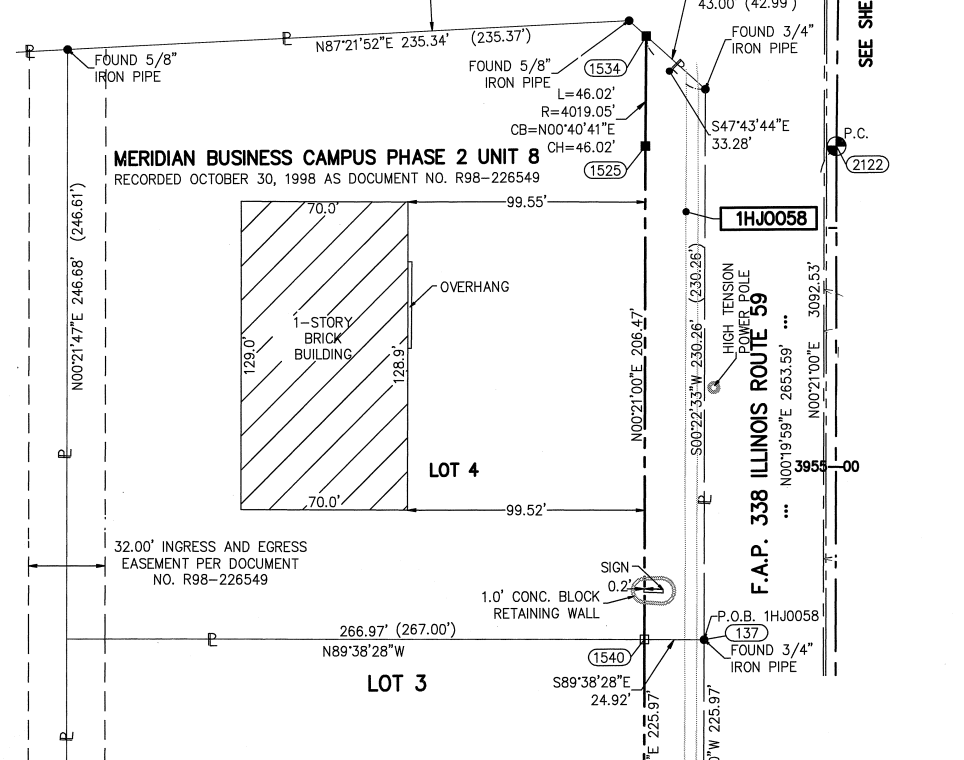 43.00 (42.99')
SEE SHE
N87°21'52"E 235.34' (235.37')
FOUND 5/8"
IRON PIPE
FOUND 5/8"
IRON PIPE
1534
FOUND 3/4"
IRON PIPE
L=46.02'
R=4019.05'
CB=N00°40'41"E
CH=46.02'
S47°43'44"E
33.28'
P.C.
2122
1525
MERIDIAN BUSINESS CAMPUS PHASE 2 UNIT 8
RECORDED OCTOBER 30, 1998 AS DOCUMENT NO. R98-226549
70.0'
99.55'
1HJ0058
N00°21'47"E 246.68' (246.61')
OVERHANG
1-STORY
BRICK
BUILDING
129.0'
128.9'
N00°21'00"E 206.47'
S00°22'33"W 230.26' (230.26')
HIGH TENSION
POWER POLE
F.A.P. 338 ILLINOIS ROUTE 59
N00°19'59"E 2653.59'
N00°21'00"E 3092.53'
3955 00
LOT 4
70.0'
99.52'
32.00' INGRESS AND EGRESS
EASEMENT PER DOCUMENT
NO. R98-226549
SIGN
0.2'
1.0' CONC. BLOCK
RETAINING WALL
P.O.B. 1HJ0058
137
FOUND 3/4"
IRON PIPE
266.97' (267.00')
N89°38'28"W
1540
LOT 3
S89°38'28"E
24.92'
"E 225.97'
0"W 225.97'